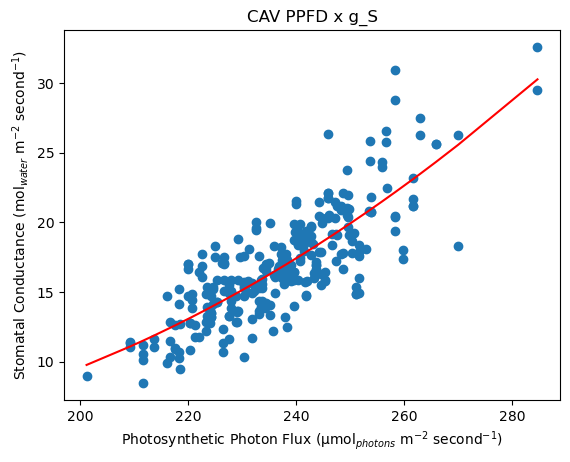 CAV PPFD x g_S
Stomatal Conductance (mol_water m⁻² second⁻¹)
30
25
20
15
10
200 220 240 260 280
Photosynthetic Photon Flux (μmol_photons m⁻² second⁻¹)